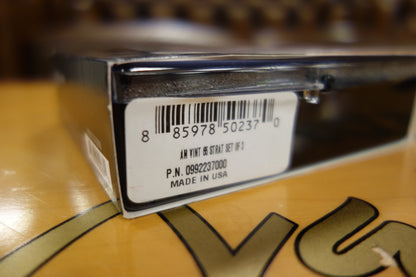 8 85978 50237 0
AM VINT 65 STRAT SET OF 3
P.N. 0992237000
MADE IN USA